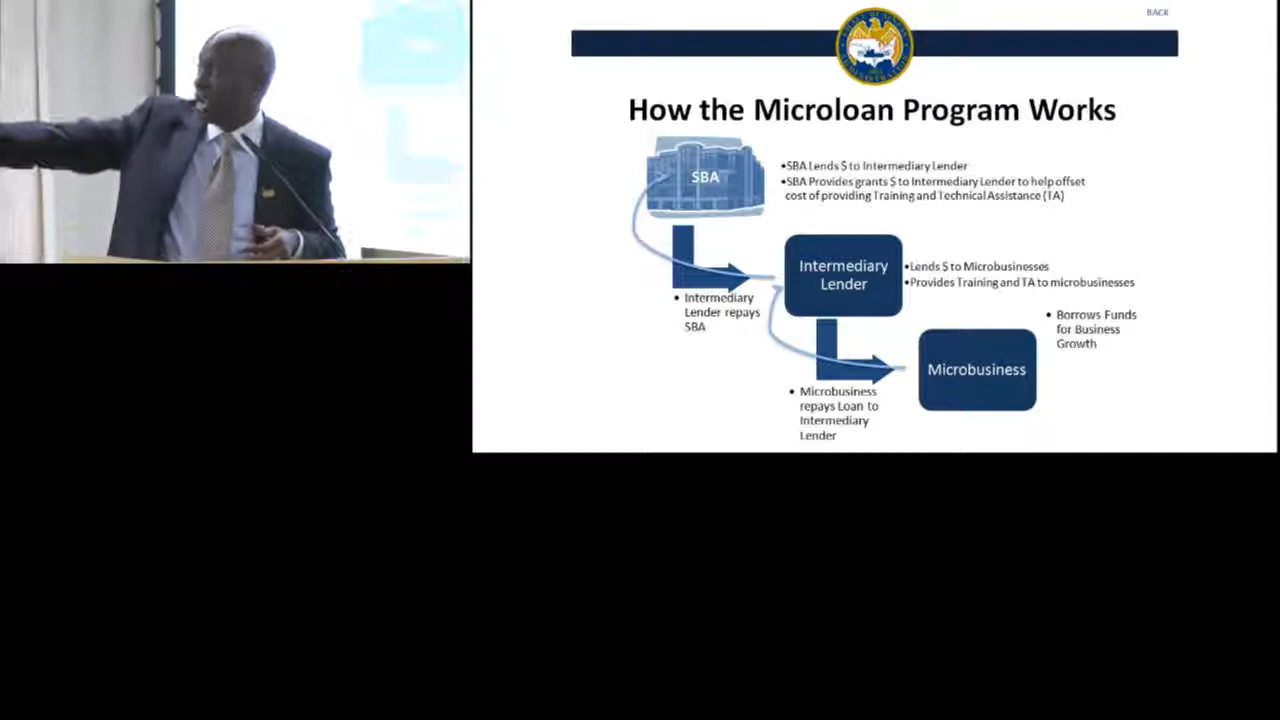 BACK
How the Microloan Program Works
SBA
•SBA Lends $ to Intermediary Lender
•SBA Provides grants $ to Intermediary Lender to help offset
cost of providing Training and Technical Assistance (TA)
Intermediary
Lender
•Lends $ to Microbusinesses
•Provides Training and TA to microbusinesses
• Intermediary
Lender repays
SBA
• Borrows Funds
for Business
Growth
Microbusiness
• Microbusiness
repays Loan to
Intermediary
Lender